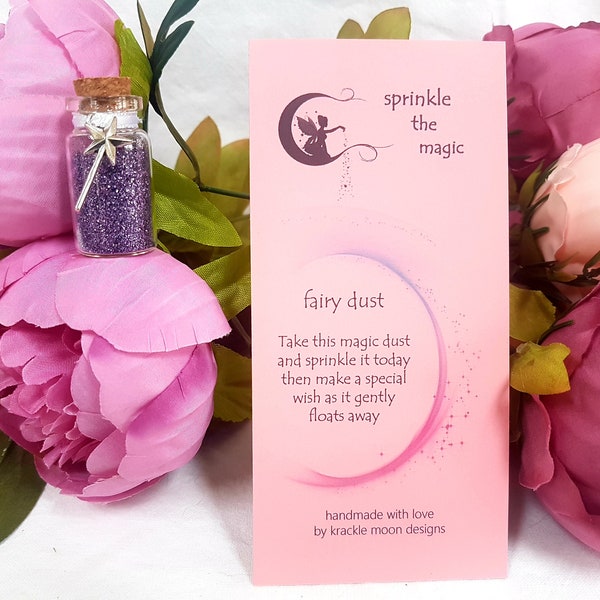 sprinkle
the
magic
fairy dust
Take this magic dust
and sprinkle it today
then make a special
wish as it gently
floats away
handmade with love
by krackle moon designs